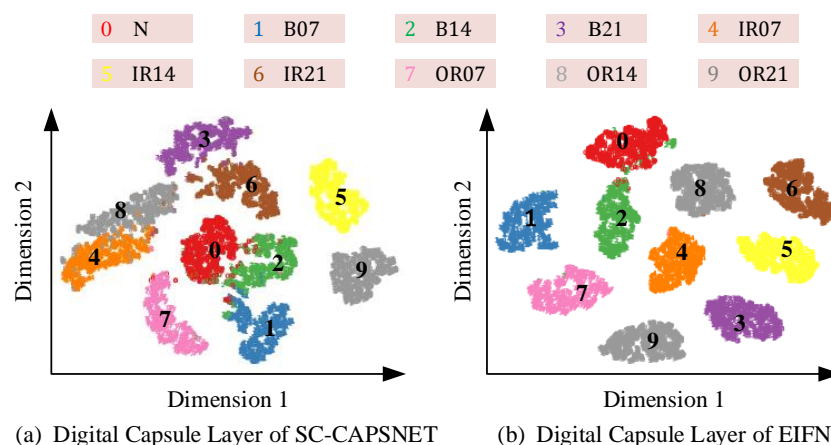 0 N 1 B07 2 B14 3 B21 4 IR07
5 IR14 6 IR21 7 OR07 8 OR14 9 OR21
Dimension 2
3
6
5
8
4
0
2
9
7
1
Dimension 1
(a) Digital Capsule Layer of SC-CAPSNET
Dimension 2
0
8
6
1
2
4
5
7
3
9
Dimension 1
(b) Digital Capsule Layer of EIFN